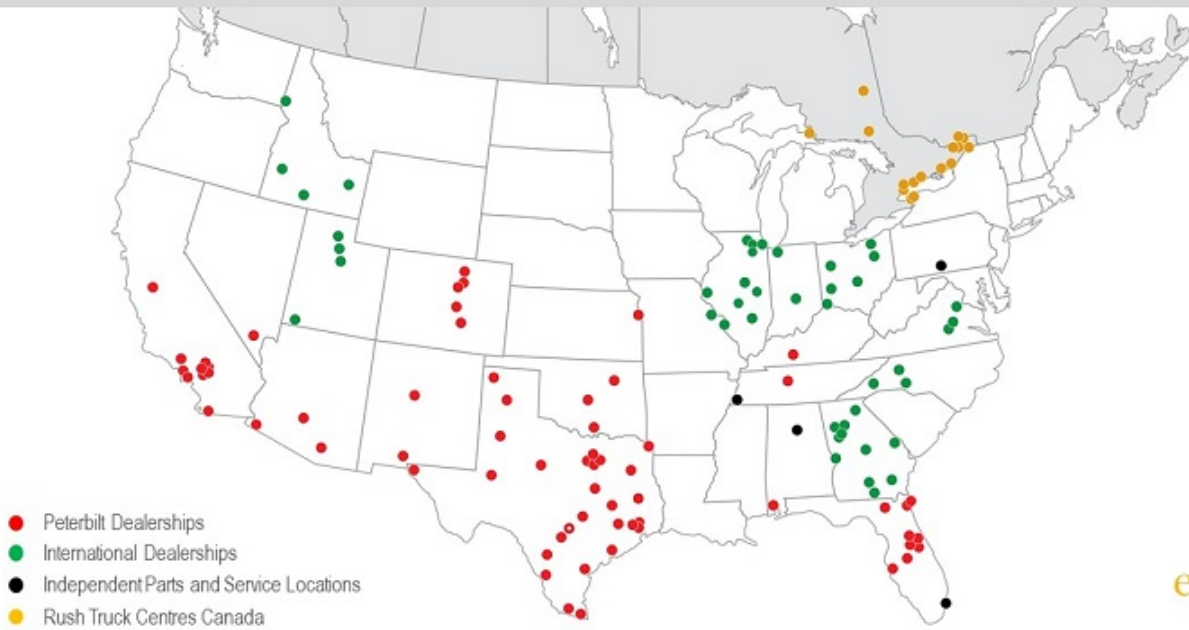 Peterbilt Dealerships
International Dealerships
Independent Parts and Service Locations
Rush Truck Centres Canada
e